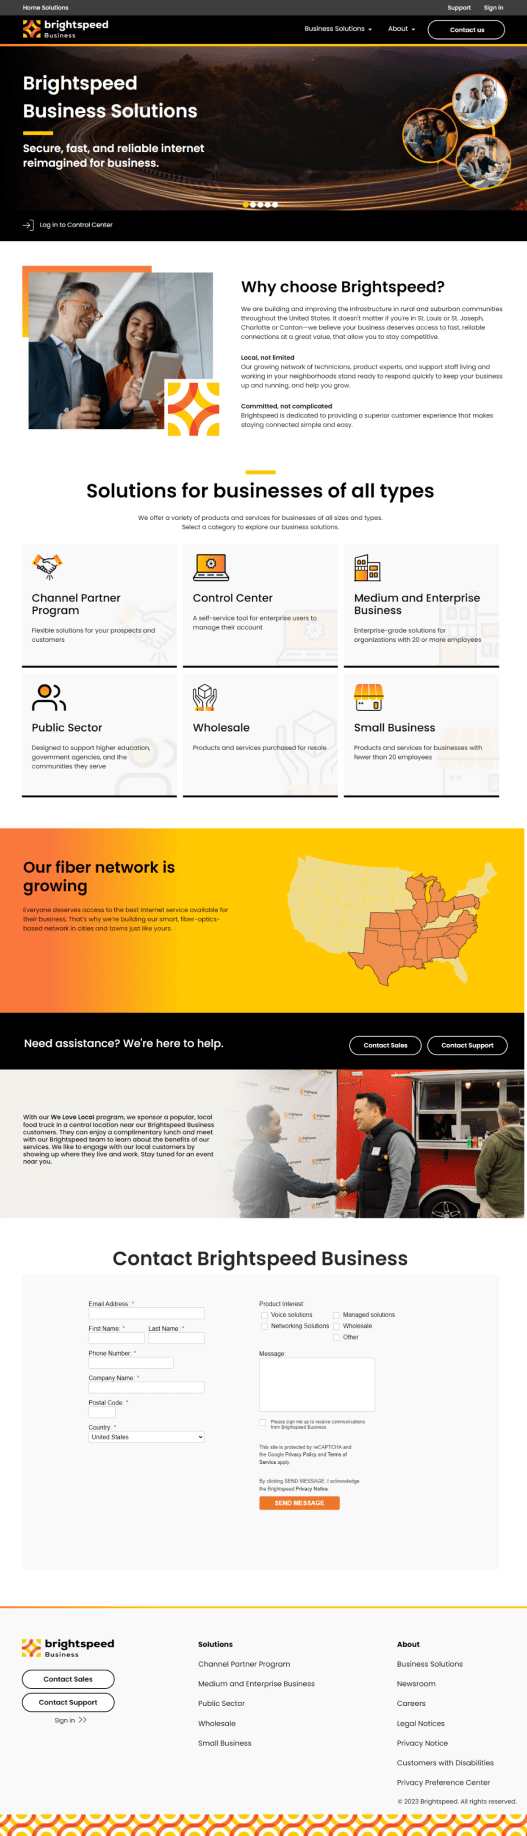 Home Solutions
Support Sign in
brightspeed
Business
Business Solutions About Contact us
Brightspeed
Business Solutions
Secure, fast, and reliable internet
reimagined for business.
Log in to Control Center
Why choose Brightspeed?
We are building and improving the infrastructure in rural and suburban communities
throughout the United States. It doesn't matter if you're in St. Louis or St. Joseph,
Charlotte or Canton—we believe your business deserves access to fast, reliable
connections at a great value, that allow you to stay competitive.
Local, not limited
Our growing network of technicians, product experts, and support staff living and
working in your neighborhoods stand ready to respond quickly to keep your business
up and running, and help you grow.
Committed, not complicated
Brightspeed is dedicated to providing a superior customer experience that makes
staying connected simple and easy.
Solutions for businesses of all types
We offer a variety of products and services for businesses of all sizes and types.
Select a category to explore our business solutions.
Channel Partner
Program
Flexible solutions for your prospects and
customers
Control Center
A self-service tool for enterprise users to
manage their account
Medium and Enterprise
Business
Enterprise-grade solutions for
organizations with 20 or more employees
Public Sector
Designed to support higher education,
government agencies, and the
communities they serve
Wholesale
Products and services purchased for resale
Small Business
Products and services for businesses with
fewer than 20 employees
Our fiber network is
growing
Everyone deserves access to the best internet service available for
their business. That's why we're building our smart, fiber-optics-
based network in cities and towns just like yours.
Need assistance? We're here to help.
Contact Sales Contact Support
With our We Love Local program, we sponsor a popular, local
food truck in a central location near our Brightspeed Business
customers. They can enjoy a complimentary lunch and meet
with our Brightspeed team to learn about the benefits of our
services. We like to engage with our local customers by
showing up where they live and work. Stay tuned for an event
near you.
Contact Brightspeed Business
Email Address: *
First Name: * Last Name: *
Phone Number: *
Company Name: *
Postal Code: *
Country: *
United States
Product Interest:
Voice solutions Managed solutions
Networking Solutions Wholesale
Other
Message:
Please sign me up to receive communications
from Brightspeed Business.
This site is protected by reCAPTCHA and
the Google Privacy Policy and Terms of
Service apply.
By clicking SEND MESSAGE, I acknowledge
the Brightspeed Privacy Notice.
SEND MESSAGE
brightspeed
Business
Contact Sales
Contact Support
Sign in >>
Solutions
Channel Partner Program
Medium and Enterprise Business
Public Sector
Wholesale
Small Business
About
Business Solutions
Newsroom
Careers
Legal Notices
Privacy Notice
Customers with Disabilities
Privacy Preference Center
© 2023 Brightspeed. All rights reserved.